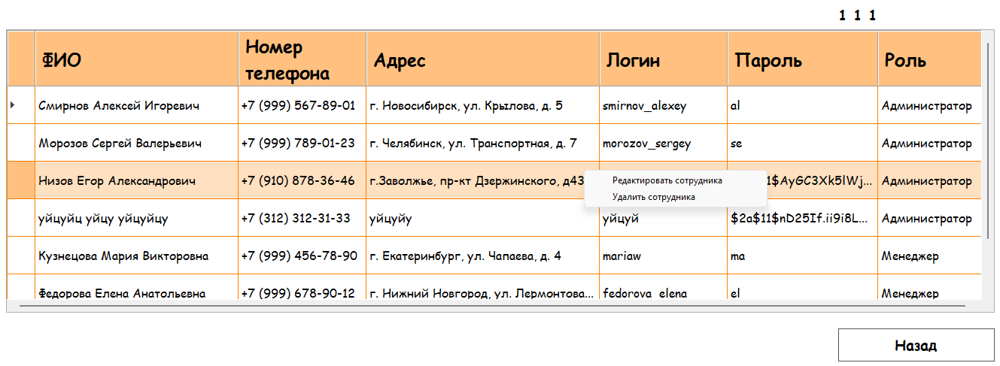 1 1 1
ФИО Номер телефона Адрес Логин Пароль Роль
Смирнов Алексей Игоревич +7 (999) 567-89-01 г. Новосибирск, ул. Крылова, д. 5 smirnov_alexey al Администратор
Морозов Сергей Валерьевич +7 (999) 789-01-23 г. Челябинск, ул. Транспортная, д. 7 morozov_sergey se Администратор
Низов Егор Александрович +7 (910) 878-36-46 г.Заволжье, пр-кт Дзержинского, д43 1$AyGC3Xk5lWj... Администратор
Редактировать сотрудника
Удалить сотрудника
уйцуйц уйцу уйцуйцу +7 (312) 312-31-33 уйцуйу уйцуй $2a$11$nD25If.ii9i8L... Администратор
Кузнецова Мария Викторовна +7 (999) 456-78-90 г. Екатеринбург, ул. Чапаева, д. 4 mariaw ma Менеджер
Федорова Елена Анатольевна +7 (999) 678-90-12 г. Нижний Новгород, ул. Лермонтова... fedorova_elena el Менеджер
Назад